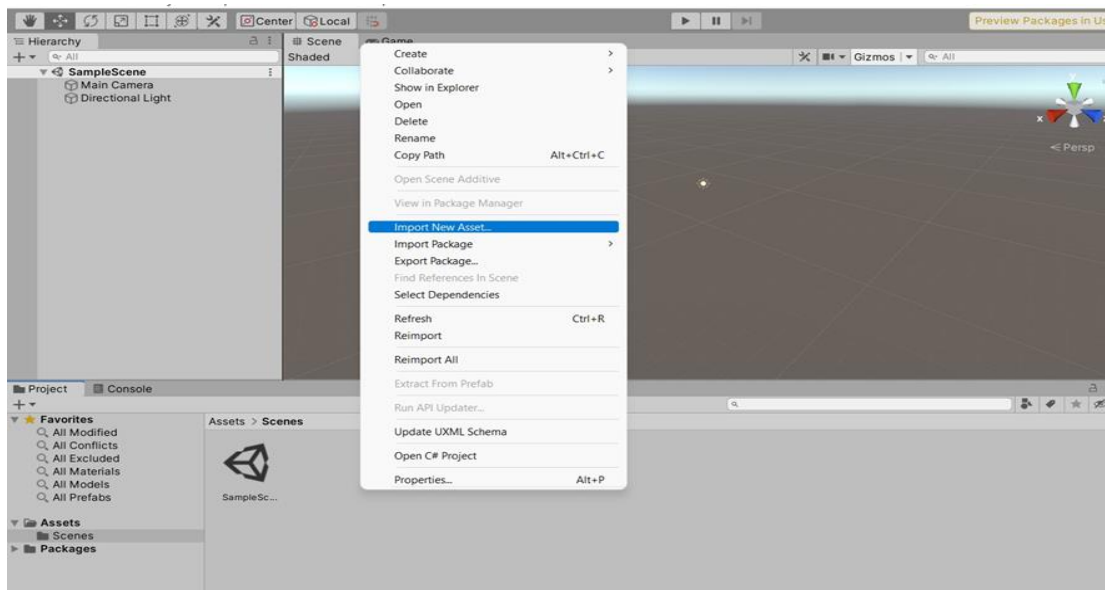 Center Local
Preview Packages in Us
Hierarchy
All
SampleScene
Main Camera
Directional Light
Scene Game
Shaded
Gizmos All
Persp
Create
Collaborate
Show in Explorer
Open
Delete
Rename
Copy Path Alt+Ctrl+C
Open Scene Additive
View in Package Manager
Import New Asset...
Import Package
Export Package...
Find References In Scene
Select Dependencies
Refresh Ctrl+R
Reimport
Reimport All
Extract From Prefab
Run API Updater...
Update UXML Schema
Open C# Project
Properties... Alt+P
Project Console
Favorites
All Modified
All Conflicts
All Excluded
All Materials
All Models
All Prefabs
Assets
Scenes
Packages
Assets > Scenes
SampleSc...